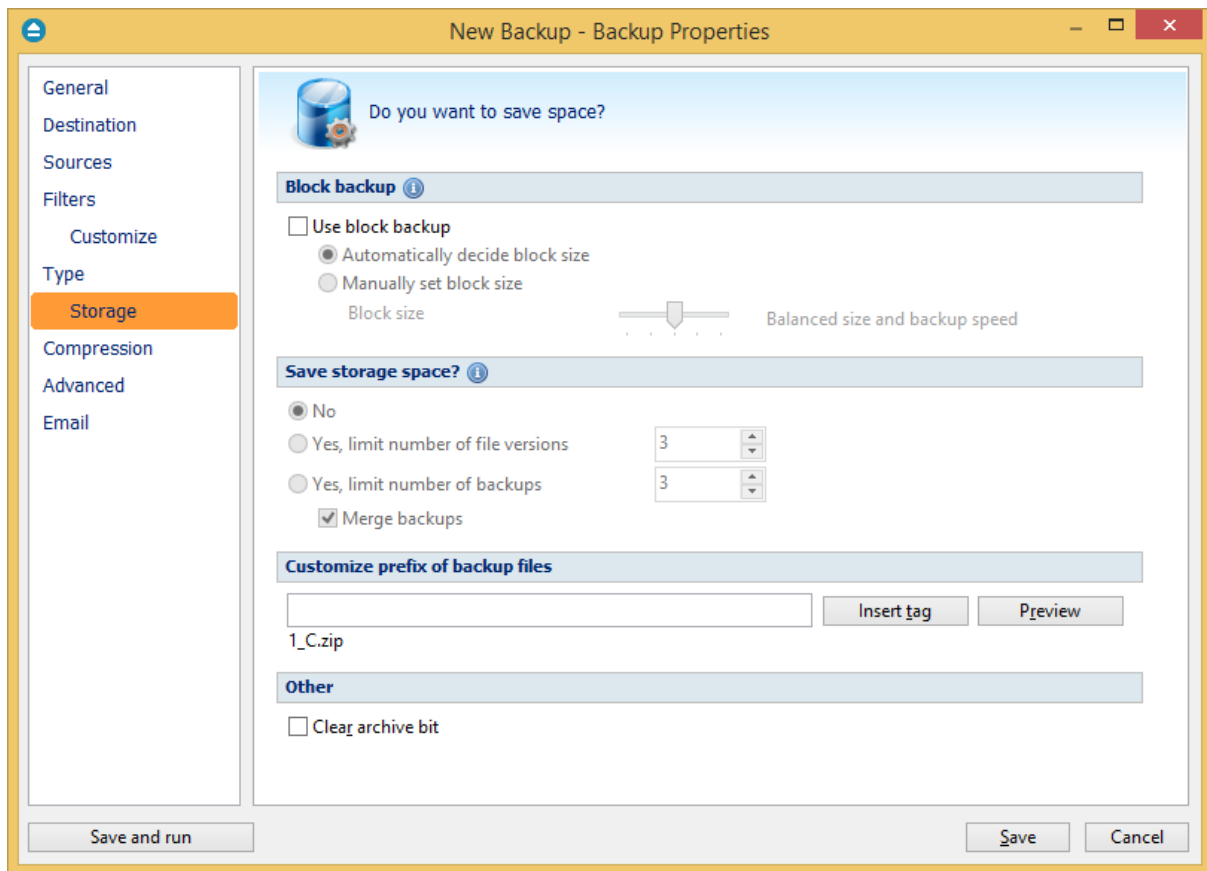 New Backup - Backup Properties
General
Destination
Sources
Filters
Customize
Type
Storage
Compression
Advanced
Email
Do you want to save space?
Block backup
Use block backup
Automatically decide block size
Manually set block size
Block size
Balanced size and backup speed
Save storage space?
No
Yes, limit number of file versions 3
Yes, limit number of backups 3
Merge backups
Customize prefix of backup files
Insert tag Preview
1_C.zip
Other
Clear archive bit
Save and run Save Cancel